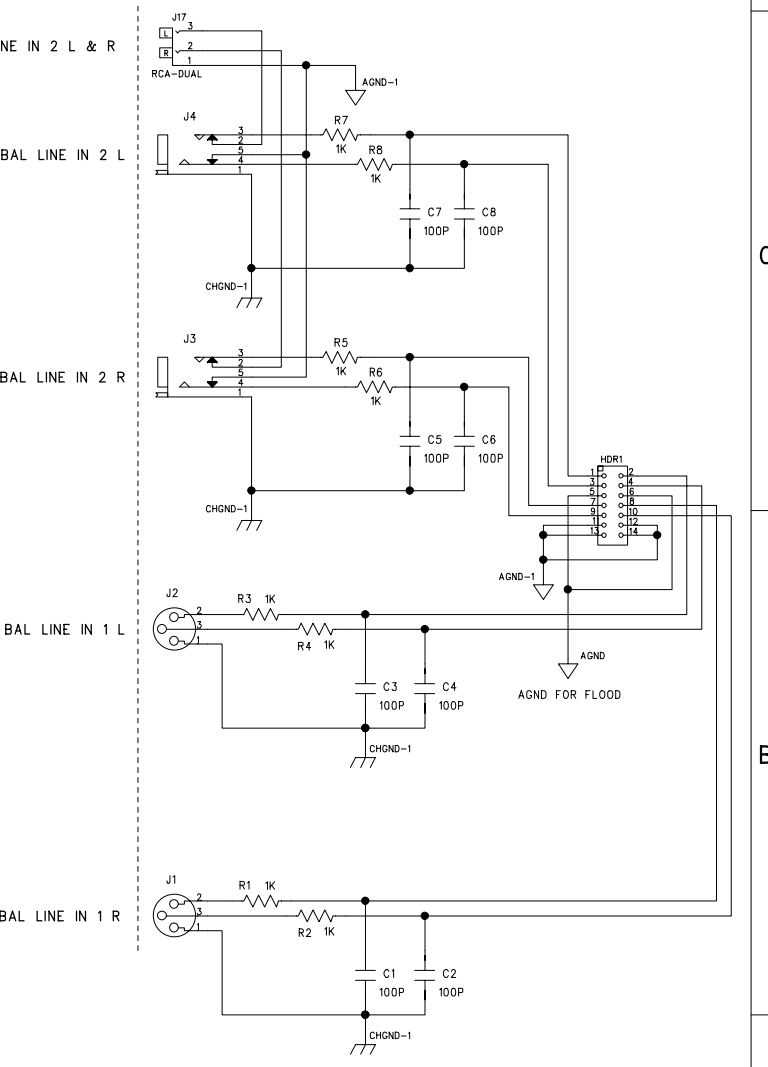 J17
L 3
NE IN 2 L & R
R 2
1
RCA-DUAL
AGND-1
J4
R7
3
1K
2
BAL LINE IN 2 L
5
R8
4
1K
1
C7 C8
100P 100P
CHGND-1
J3
R5
3
1K
2
BAL LINE IN 2 R
5
R6
4
1K
1
C5 C6
100P 100P
HDR1
1 2
3 4
5 6
7 8
9 10
11 12
13 14
CHGND-1
AGND-1
J2
R3 1K
2
BAL LINE IN 1 L
3
R4 1K
1
AGND
AGND FOR FLOOD
C3 C4
100P 100P
CHGND-1
J1
R1 1K
2
BAL LINE IN 1 R
3
R2 1K
1
C1 C2
100P 100P
CHGND-1